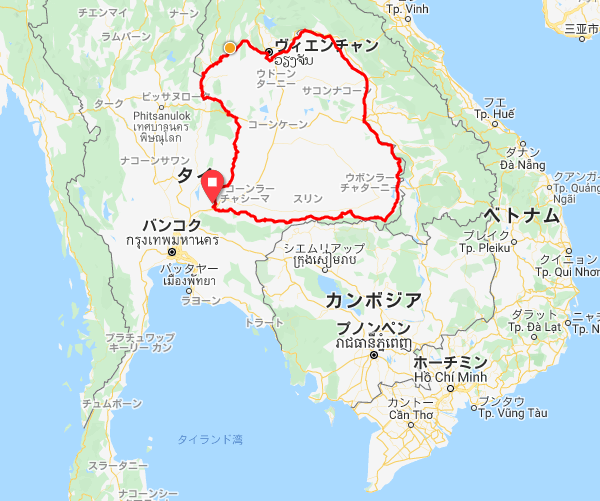 チェンマイ
Tp. Vinh
三亜市
ラムパーン
ヴィエンチャン
ວຽງຈັນ
ウドーン
ターニー
サコンナコーン
ターク
ピッサヌローク
Phitsanulok
เทศบาลนคร
พิษณุโลก
コーンケーン
フエ
Tp. Huế
ダナン
Đà Nẵng
ナコーンサワン
タイ
コーンラー
チャシーマ
スリン
ウボンラー
チャターニー
クアンガイ
Tp. Quảng
Ngãi
バンコク
กรุงเทพมหานคร
シエムリアップ
ក្រុងសៀមរាប
ベトナム
プレイク
Tp. Pleiku
クイニョン
Tp. Qui Nhơn
パッタヤー
เมืองพัทยา
ラヨーン
トラート
カンボジア
プノンペン
រាជធានីភ្នំពេញ
ダラット
Tp. Đà Lạt
ニャチャ
Tp. Nh
プラチュワップ
キーリー カン
ホーチミン
Hồ Chí Minh
チュムポーン
カントー
Cần Thơ
ブンタウ
Tp. Vũng Tàu
タイランド湾
スラーターニー
ナコーンシー